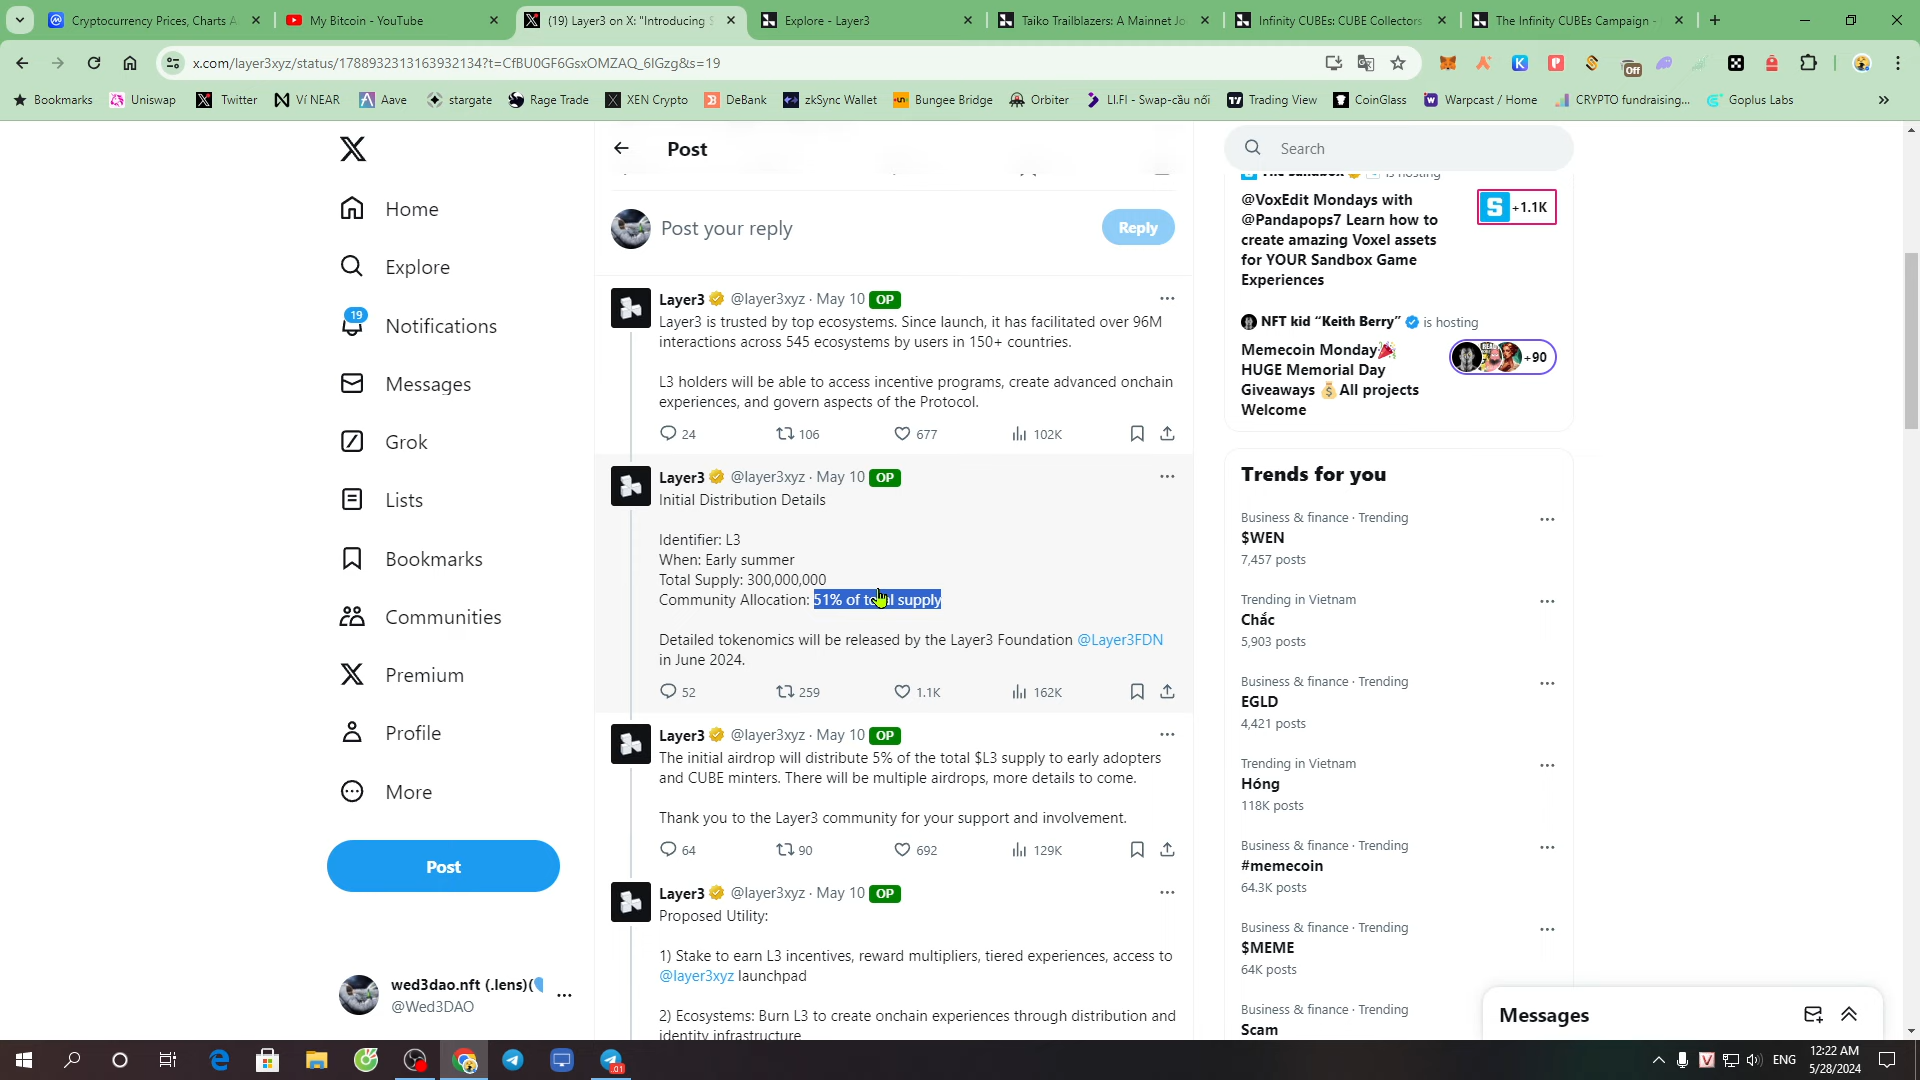 Cryptocurrency Prices, Charts A
My Bitcoin - YouTube
(19) Layer3 on X: "Introducing $
Explore - Layer3
Taiko Trailblazers: A Mainnet Jo
Infinity CUBEs: CUBE Collectors
The Infinity CUBEs Campaign -
x.com/layer3xyz/status/1788932313163932134?t=CfBU0GF6GsxOMZAQ_6IGzg&s=19
Off
Bookmarks
Uniswap
Twitter
Ví NEAR
Aave
stargate
Rage Trade
XEN Crypto
DeBank
zkSync Wallet
Bungee Bridge
Orbiter
LI.FI - Swap-cầu nối
Trading View
CoinGlass
Warpcast / Home
CRYPTO fundraising...
Goplus Labs
Home
Explore
19
Notifications
Messages
Grok
Lists
Bookmarks
Communities
Premium
Profile
More
Post
wed3dao.nft (.lens)(
@Wed3DAO
Post
Post your reply
Reply
Layer3 @layer3xyz · May 10 OP
Layer3 is trusted by top ecosystems. Since launch, it has facilitated over 96M
interactions across 545 ecosystems by users in 150+ countries.
L3 holders will be able to access incentive programs, create advanced onchain
experiences, and govern aspects of the Protocol.
24 106 677 102K
Layer3 @layer3xyz · May 10 OP
Initial Distribution Details
Identifier: L3
When: Early summer
Total Supply: 300,000,000
Community Allocation: 51% of total supply
Detailed tokenomics will be released by the Layer3 Foundation @Layer3FDN
in June 2024.
52 259 1.1K 162K
Layer3 @layer3xyz · May 10 OP
The initial airdrop will distribute 5% of the total $L3 supply to early adopters
and CUBE minters. There will be multiple airdrops, more details to come.
Thank you to the Layer3 community for your support and involvement.
64 90 692 129K
Layer3 @layer3xyz · May 10 OP
Proposed Utility:
1) Stake to earn L3 incentives, reward multipliers, tiered experiences, access to
@layer3xyz launchpad
2) Ecosystems: Burn L3 to create onchain experiences through distribution and
identity infrastructure
Search
The Sandbox is hosting
@VoxEdit Mondays with
@Pandapops7 Learn how to
create amazing Voxel assets
for YOUR Sandbox Game
Experiences
+1.1K
NFT kid "Keith Berry" is hosting
Memecoin Monday
HUGE Memorial Day
Giveaways All projects
Welcome
+90
Trends for you
Business & finance · Trending
$WEN
7,457 posts
Trending in Vietnam
Chắc
5,903 posts
Business & finance · Trending
EGLD
4,421 posts
Trending in Vietnam
Hóng
118K posts
Business & finance · Trending
#memecoin
64.3K posts
Business & finance · Trending
$MEME
64K posts
Business & finance · Trending
Scam
Messages
ENG
12:22 AM
5/28/2024